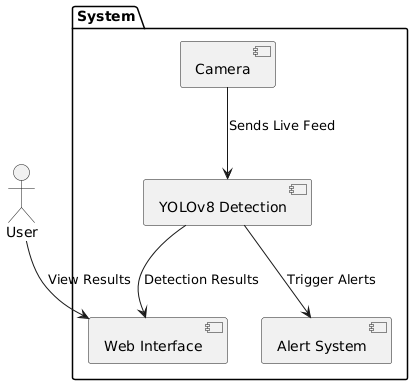 System
Camera
Sends Live Feed
YOLOv8 Detection
User
View Results
Detection Results
Trigger Alerts
Web Interface
Alert System